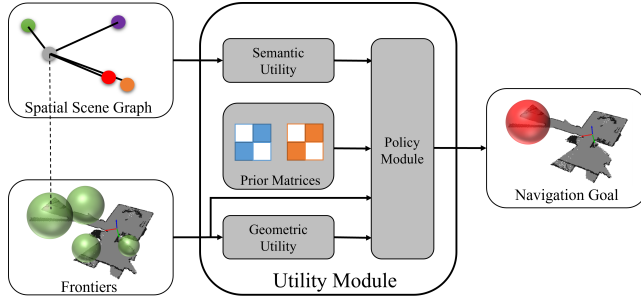 Spatial Scene Graph
Frontiers
Semantic
Utility
Prior Matrices
Geometric
Utility
Policy
Module
Utility Module
Navigation Goal